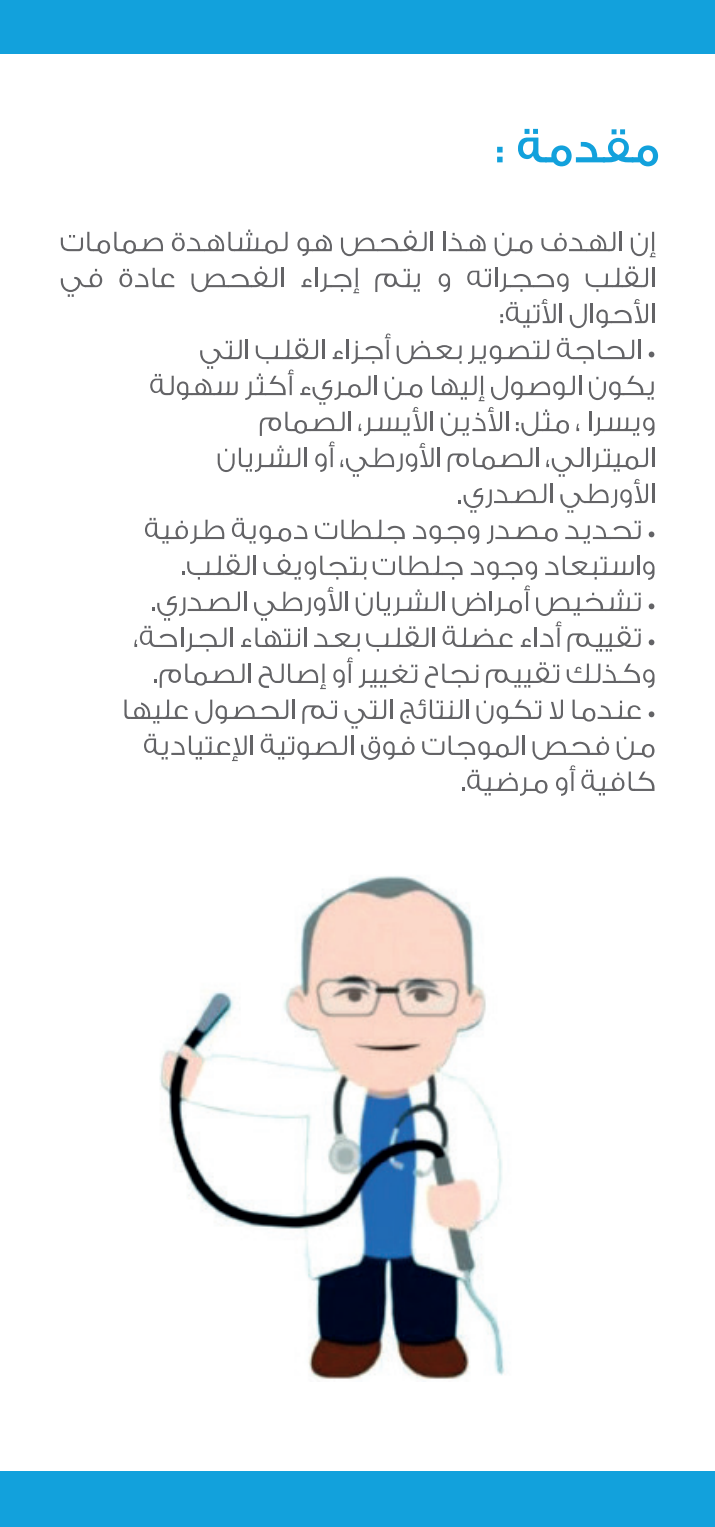 مقدمة :
إن الهدف من هذا الفحص هو لمشاهدة صمامات
القلب وحجراته و يتم إجراء الفحص عادة في
الأحوال الأتية:
• الحاجة لتصوير بعض أجزاء القلب التي
يكون الوصول إليها من المريء أكثر سهولة
ويسرا ، مثل: الأذين الأيسر، الصمام
الميترالي، الصمام الأورطي، أو الشريان
الأورطي الصدري.
• تحديد مصدر وجود جلطات دموية طرفية
واستبعاد وجود جلطات بتجاويف القلب.
• تشخيص أمراض الشريان الأورطي الصدري.
• تقييم أداء عضلة القلب بعد انتهاء الجراحة،
وكذلك تقييم نجاح تغيير أو إصالح الصمام.
• عندما لا تكون النتائج التي تم الحصول عليها
من فحص الموجات فوق الصوتية الإعتيادية
كافية أو مرضية.